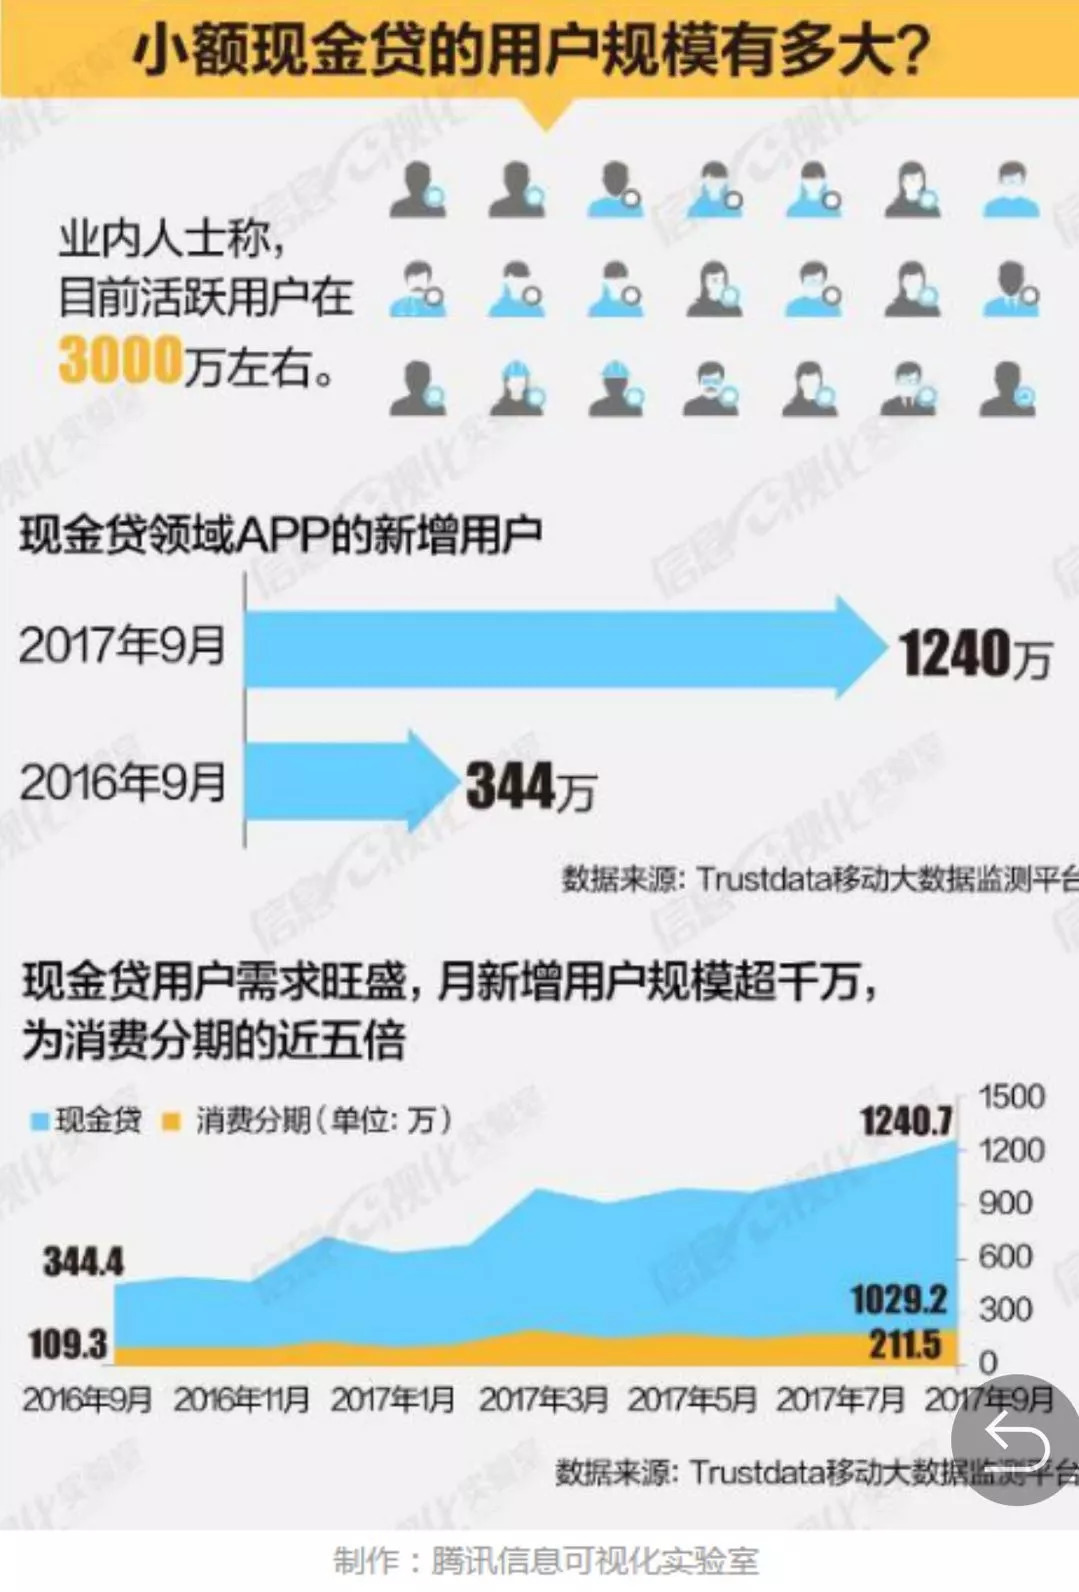 小额现金贷的用户规模有多大?
业内人士称,
目前活跃用户在
3000万左右。
现金贷领域APP的新增用户
2017年9月
1240万
2016年9月
344万
数据来源: Trustdata移动大数据监测平台
现金贷用户需求旺盛, 月新增用户规模超千万,
为消费分期的近五倍
现金贷 消费分期(单位: 万)
1500
1240.7
1200
900
344.4
600
1029.2
300
109.3
211.5
0
2016年9月 2016年11月 2017年1月 2017年3月 2017年5月 2017年7月 2017年9月
数据来源: Trustdata移动大数据监测平台
制作：腾讯信息可视化实验室
信息视化实验室